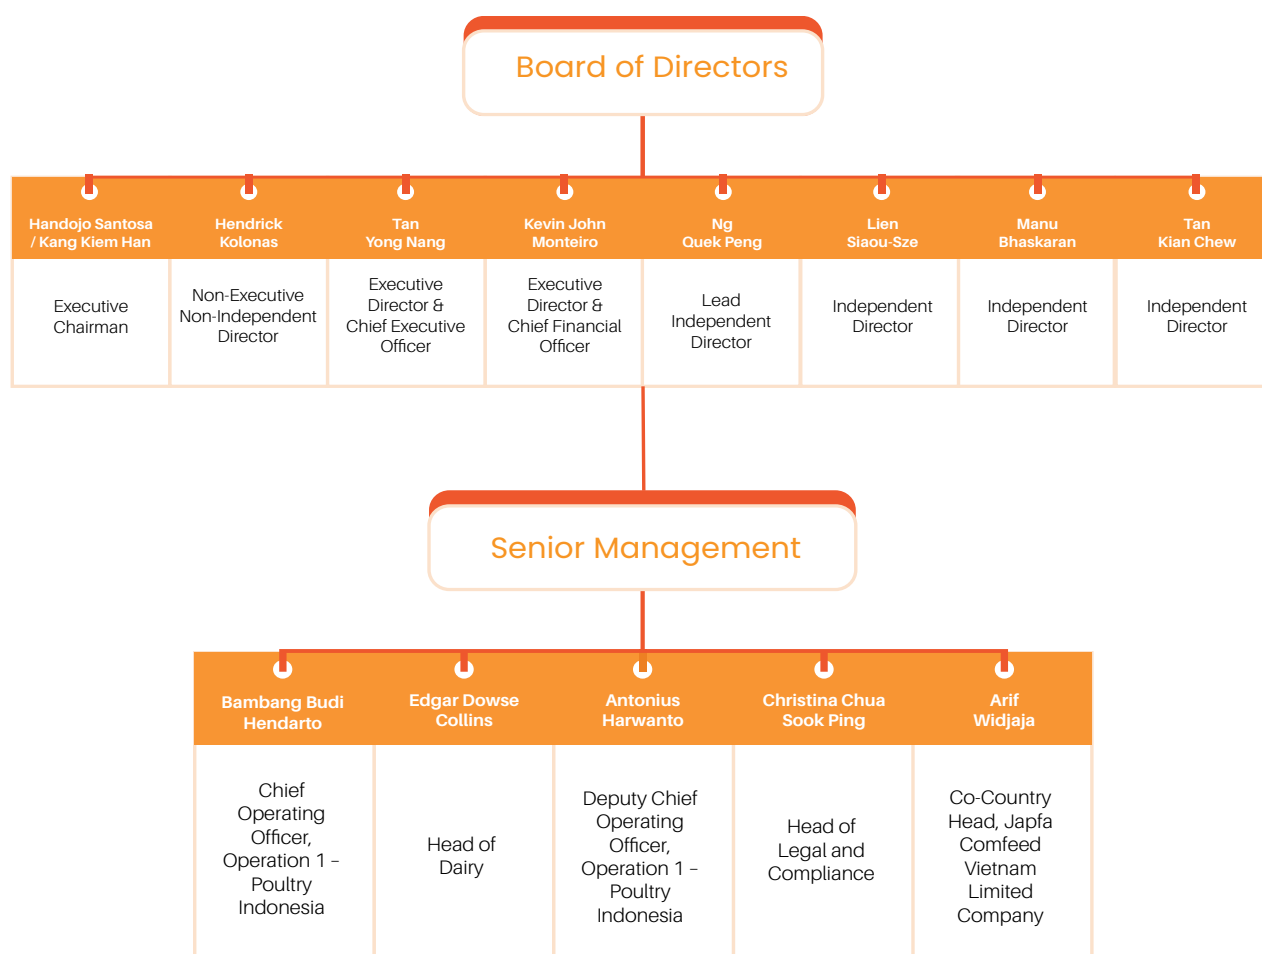 Board of Directors
Handojo Santosa
/ Kang Kiem Han
Executive
Chairman
Hendrick
Kolonas
Non-Executive
Non-Independent
Director
Tan
Yong Nang
Executive
Director &
Chief Executive
Officer
Kevin John
Monteiro
Executive
Director &
Chief Financial
Officer
Ng
Quek Peng
Lead
Independent
Director
Lien
Siaou-Sze
Independent
Director
Manu
Bhaskaran
Independent
Director
Tan
Kian Chew
Independent
Director
Senior Management
Bambang Budi
Hendarto
Chief
Operating
Officer,
Operation 1 –
Poultry
Indonesia
Edgar Dowse
Collins
Head of
Dairy
Antonius
Harwanto
Deputy Chief
Operating
Officer,
Operation 1 –
Poultry
Indonesia
Christina Chua
Sook Ping
Head of
Legal and
Compliance
Arif
Widjaja
Co-Country
Head, Japfa
Comfeed
Vietnam
Limited
Company